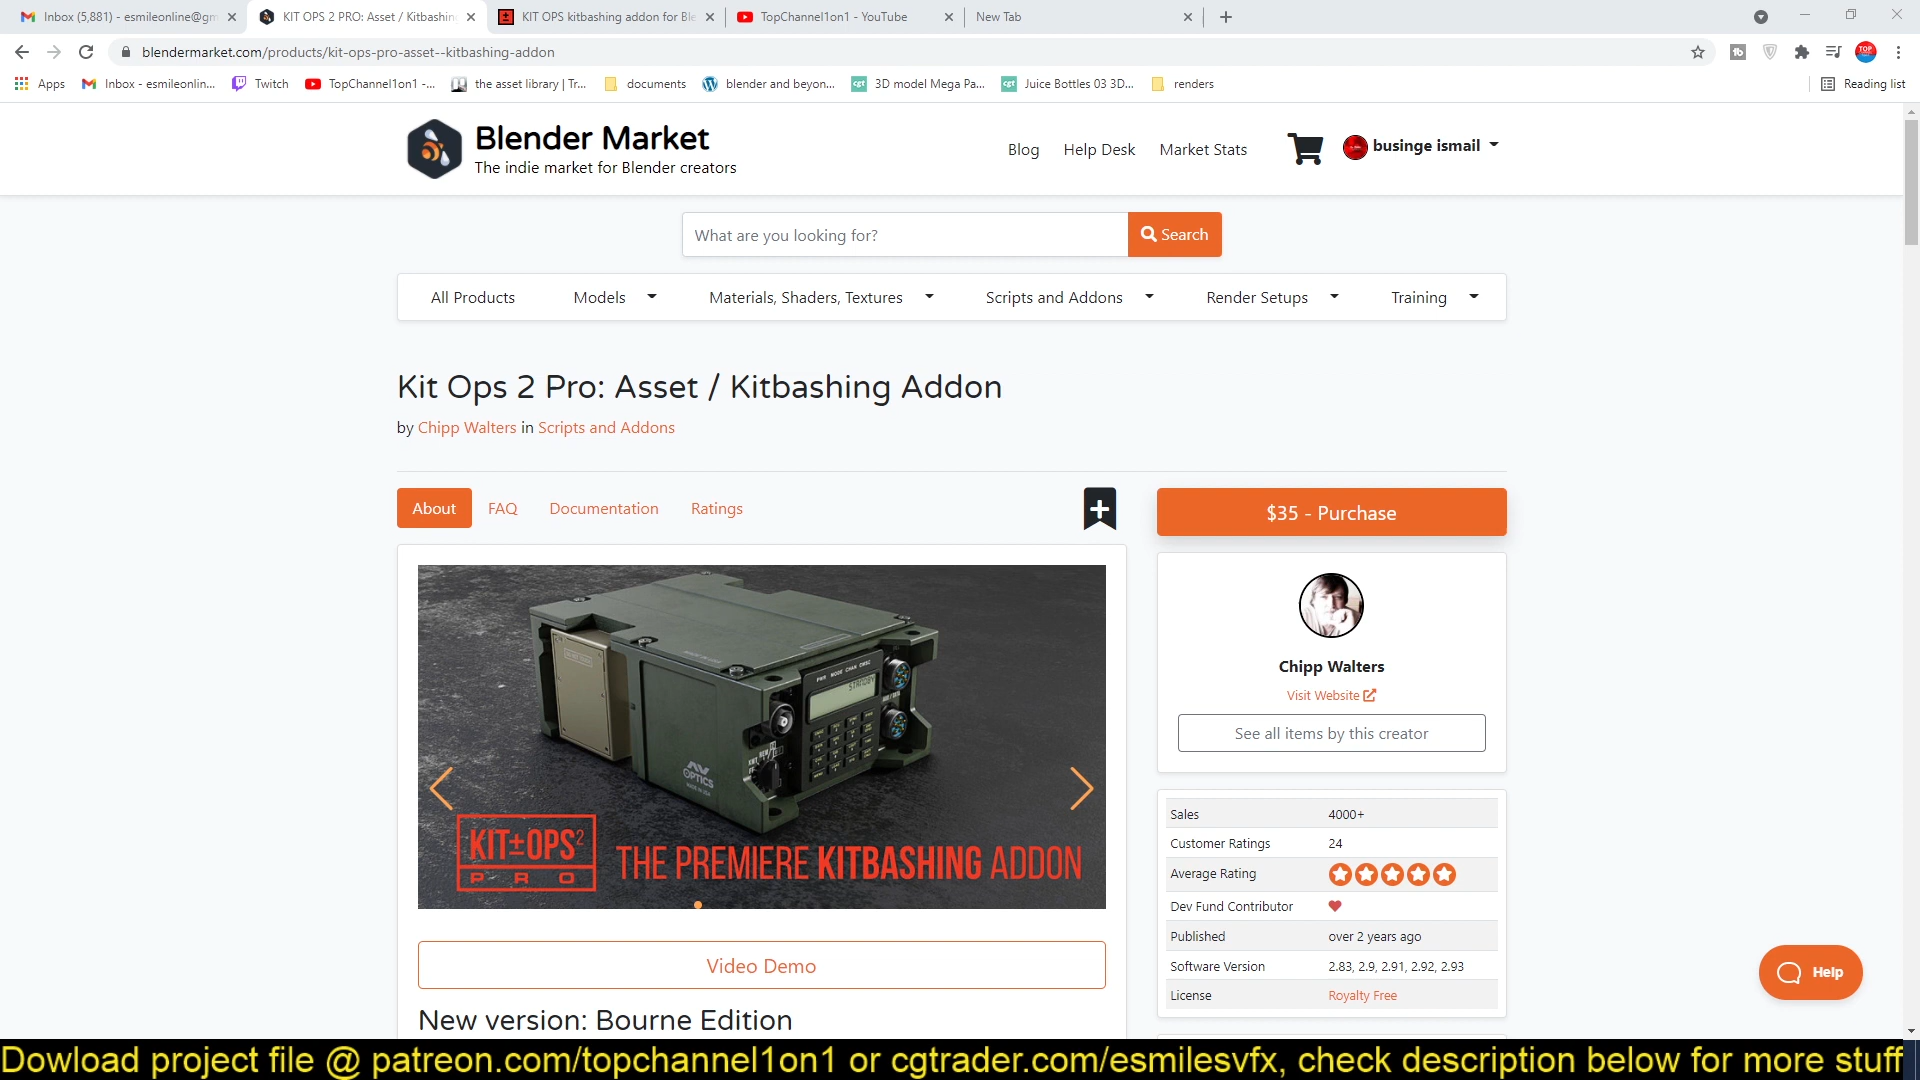 Inbox (5,881) - esmileonline@gm
KIT OPS 2 PRO: Asset / Kitbashin
KIT OPS kitbashing addon for Ble
TopChannel1on1 - YouTube
New Tab
blendermarket.com/products/kit-ops-pro-asset--kitbashing-addon
Apps
Inbox - esmileonlin...
Twitch
TopChannel1on1 -...
the asset library | Tr...
documents
blender and beyon...
3D model Mega Pa...
Juice Bottles 03 3D...
renders
Reading list
Blender Market
The indie market for Blender creators
Blog
Help Desk
Market Stats
businge ismail
What are you looking for?
Search
All Products
Models
Materials, Shaders, Textures
Scripts and Addons
Render Setups
Training
Kit Ops 2 Pro: Asset / Kitbashing Addon
by Chipp Walters in Scripts and Addons
About
FAQ
Documentation
Ratings
$35 - Purchase
PWR MODE CHAN CMSC
STANDBY
AV
OPTICS
KIT±OPS²
PRO
THE PREMIERE KITBASHING ADDON
Chipp Walters
Visit Website
See all items by this creator
Sales 4000+
Customer Ratings 24
Average Rating
Dev Fund Contributor
Published over 2 years ago
Software Version 2.83, 2.9, 2.91, 2.92, 2.93
License Royalty Free
Video Demo
New version: Bourne Edition
Help
Dowload project file @ patreon.com/topchannel1on1 or cgtrader.com/esmilesvfx, check description below for more stuff